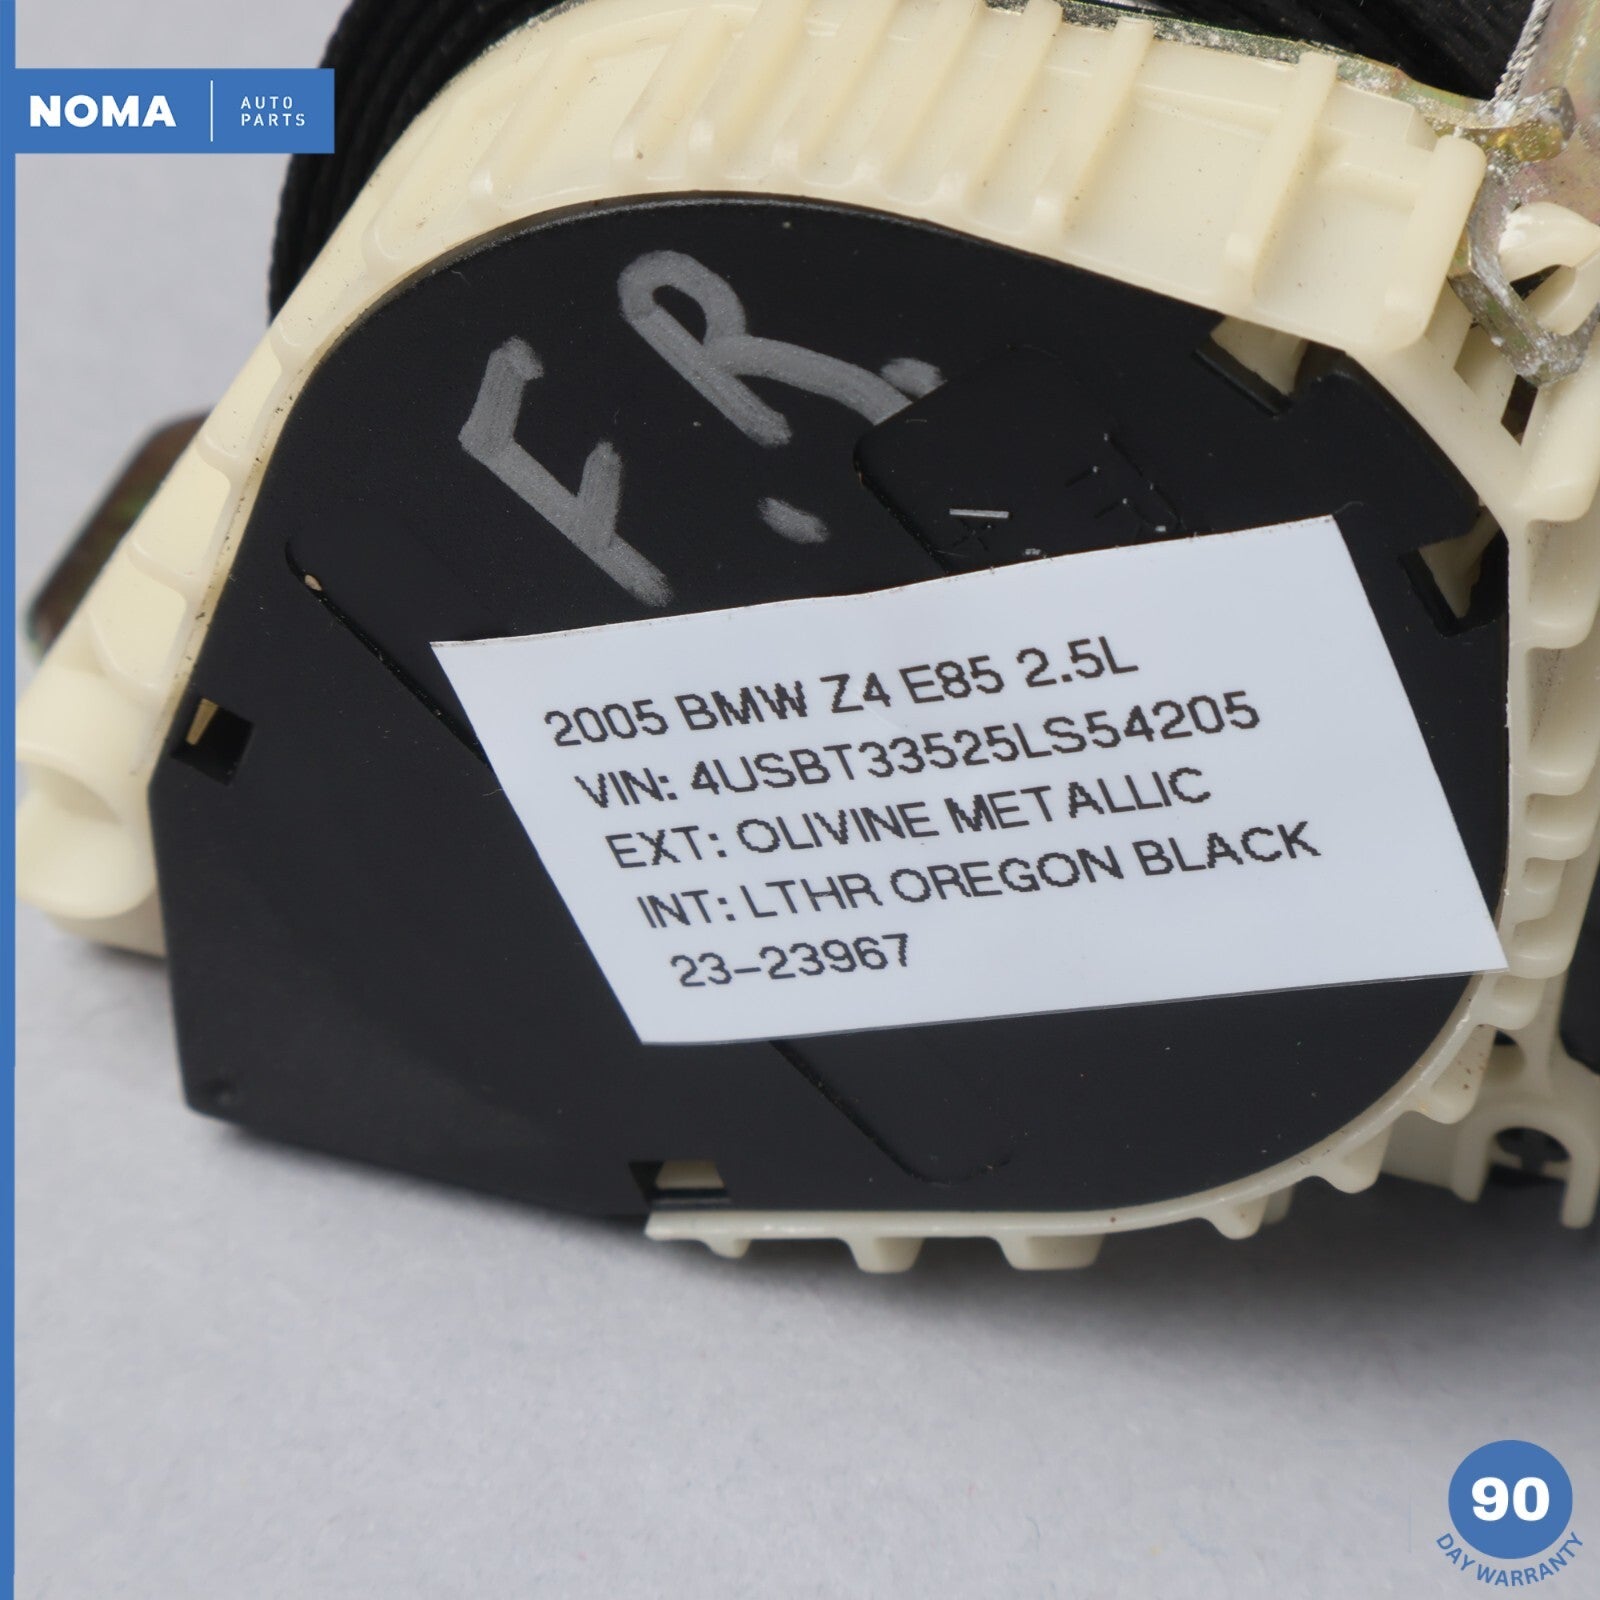 NOMA
AUTO
PARTS
F.R.
2005 BMW Z4 E85 2.5L
VIN: 4USBT33525LS54205
EXT: OLIVINE METALLIC
INT: LTHR OREGON BLACK
23-23967
90
DAY WARRANTY